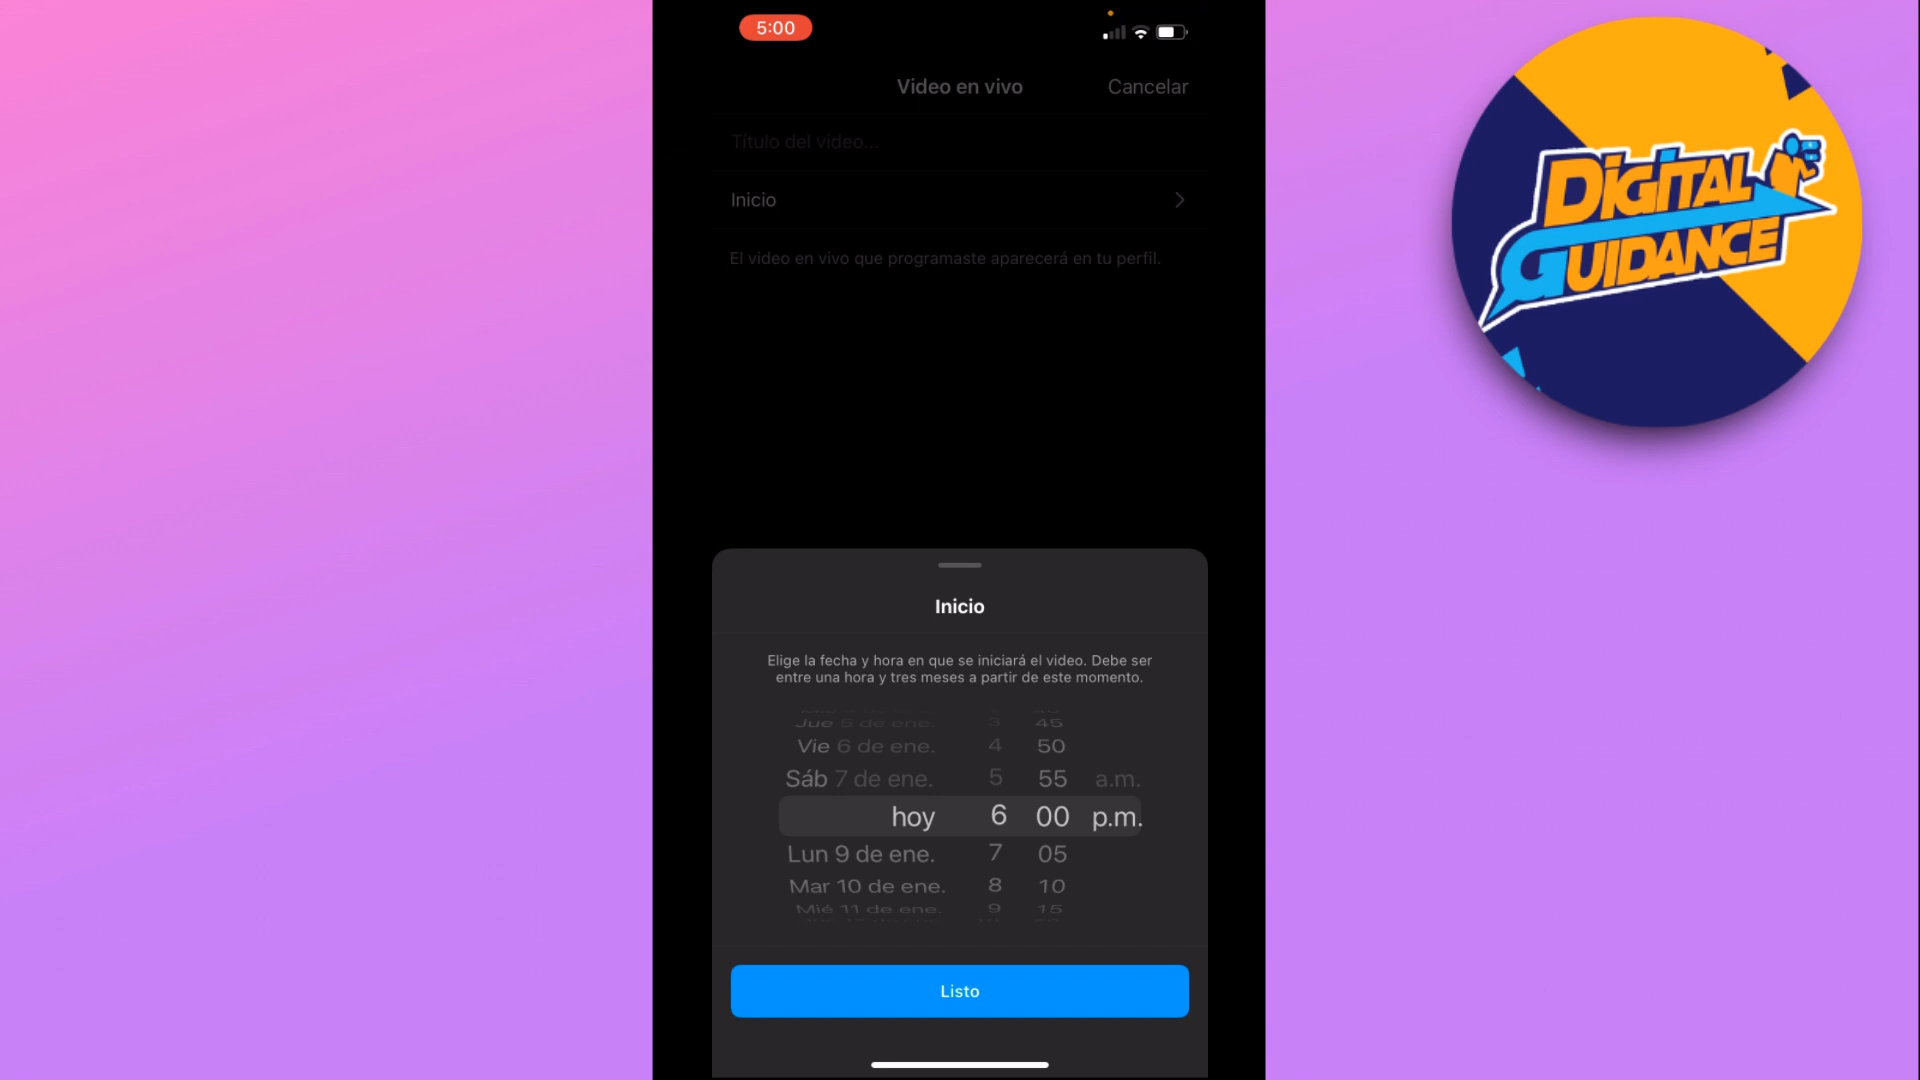 5:00
Video en vivo
Cancelar
Título del video...
Inicio
El video en vivo que programaste aparecerá en tu perfil.
DIGITAL
GUIDANCE
Inicio
Elige la fecha y hora en que se iniciará el video. Debe ser
entre una hora y tres meses a partir de este momento.
Jue 5 de ene. 3 45
Vie 6 de ene. 4 50
Sáb 7 de ene. 5 55 a.m.
hoy 6 00 p.m.
Lun 9 de ene. 7 05
Mar 10 de ene. 8 10
Mié 11 de ene. 9 15
Listo